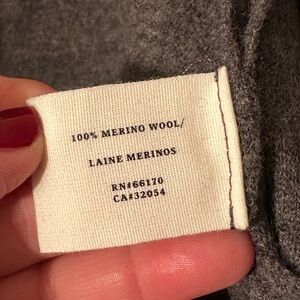 100% MERINO WOOL/
LAINE MERINOS
RN#66170
CA#32054